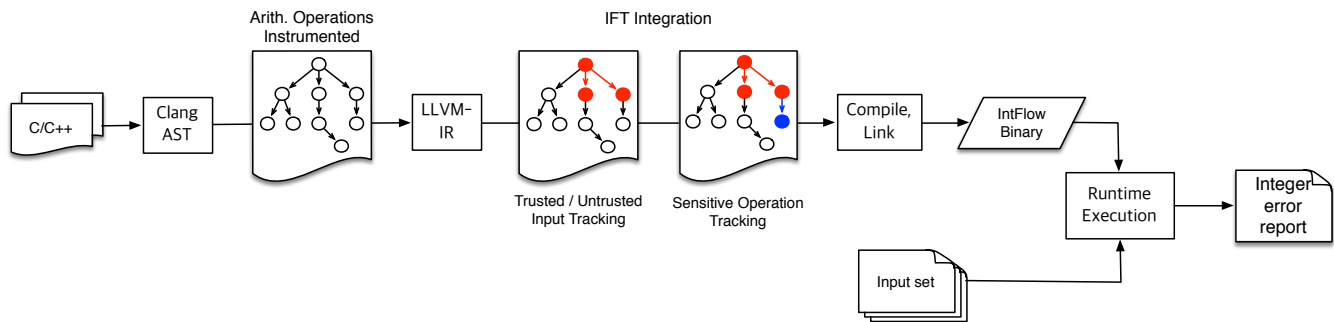 Arith. Operations
Instrumented
IFT Integration
C/C++
Clang
AST
LLVM-
IR
Compile,
Link
IntFlow
Binary
Trusted / Untrusted
Input Tracking
Sensitive Operation
Tracking
Runtime
Execution
Integer
error
report
Input set